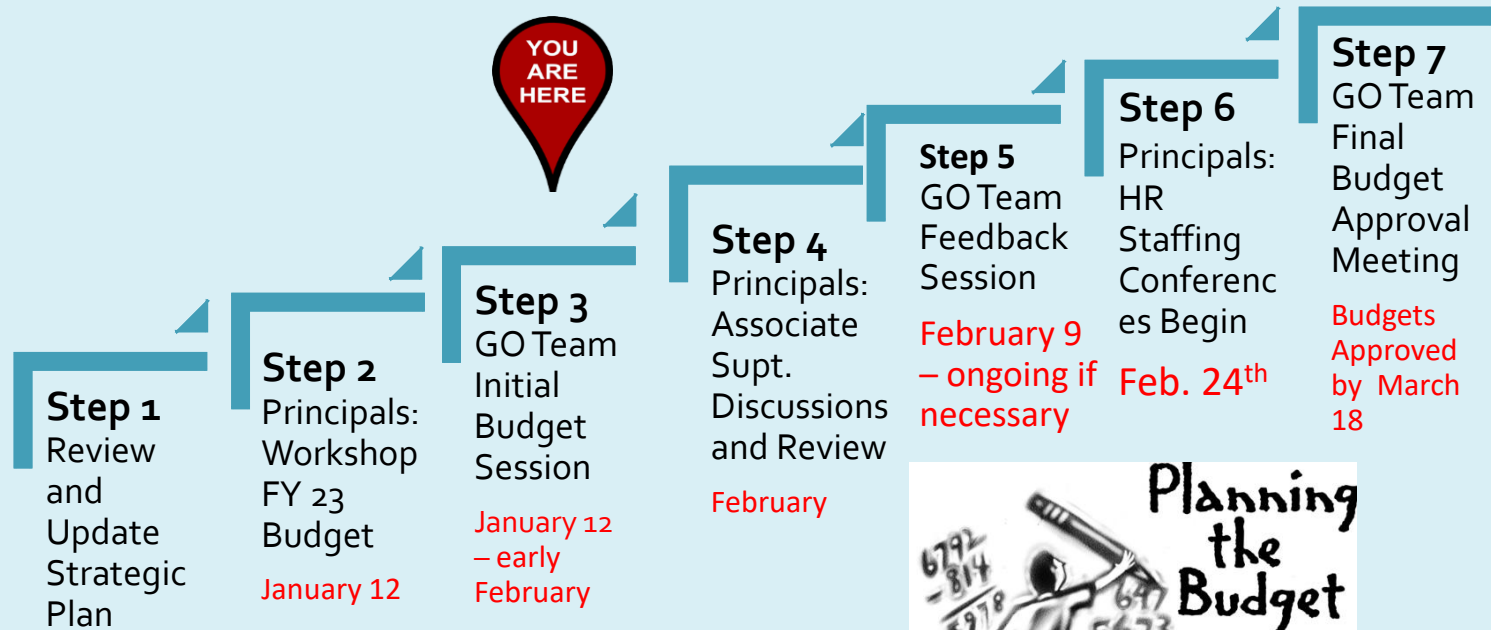 YOU
ARE
HERE
Step 1
Review
and
Update
Strategic
Plan
Step 2
Principals:
Workshop
FY 23
Budget
January 12
Step 3
GO Team
Initial
Budget
Session
January 12
– early
February
Step 4
Principals:
Associate
Supt.
Discussions
and Review
February
Step 5
GO Team
Feedback
Session
February 9
– ongoing if
necessary
Step 6
Principals:
HR
Staffing
Conferenc
es Begin
Feb. 24th
Step 7
GO Team
Final
Budget
Approval
Meeting
Budgets
Approved
by March
18
Planning
the
Budget
6792
-814
5978
647